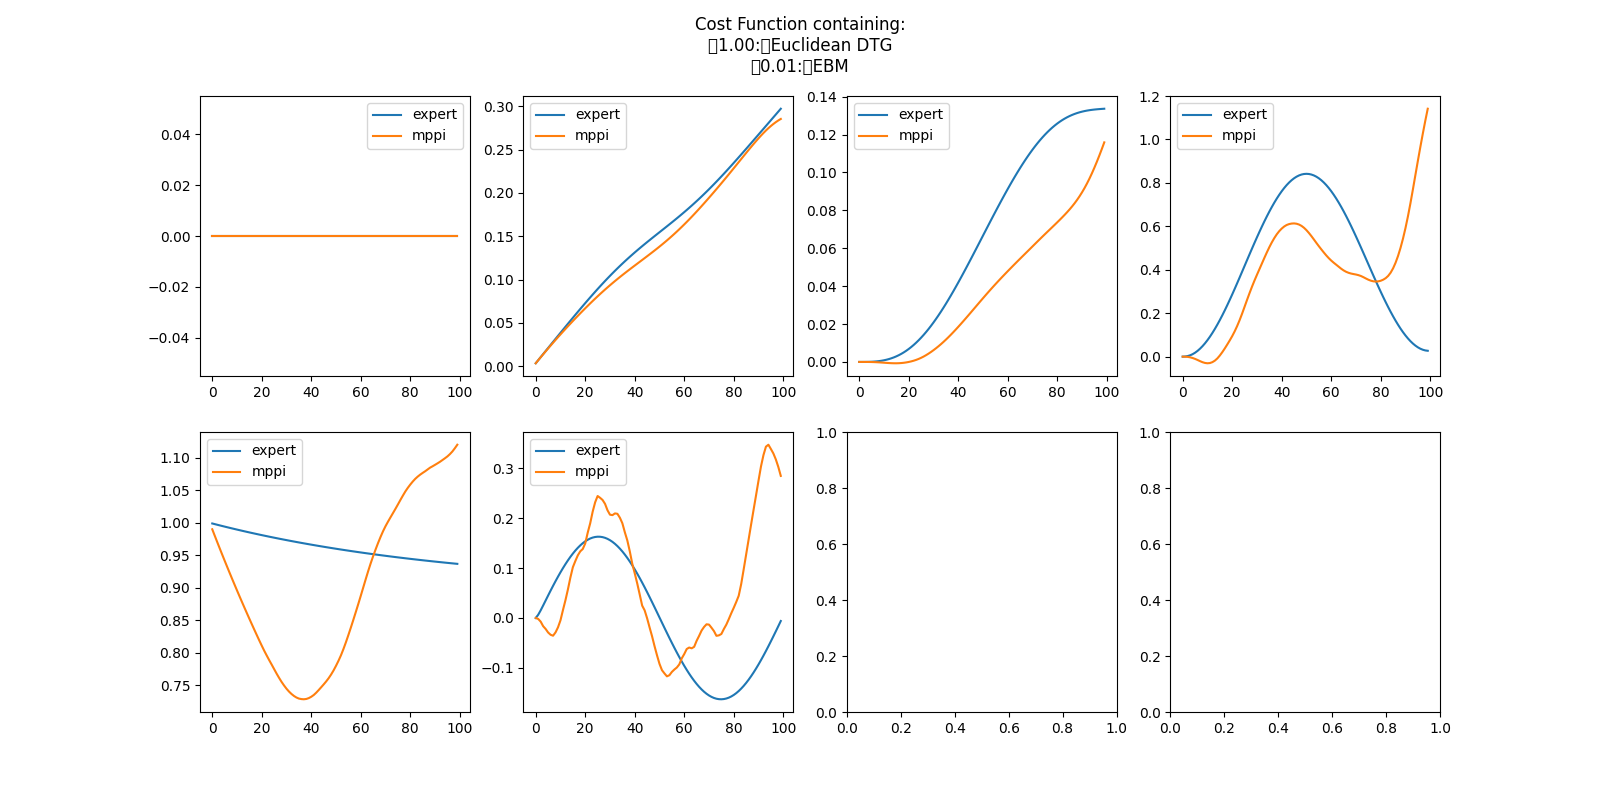 Cost Function containing:
1.00: Euclidean DTG
0.01: EBM
expert
mppi
0.04
0.02
0.00
−0.02
−0.04
0 20 40 60 80 100
expert
mppi
0.30
0.25
0.20
0.15
0.10
0.05
0.00
0 20 40 60 80 100
expert
mppi
0.14
0.12
0.10
0.08
0.06
0.04
0.02
0.00
0 20 40 60 80 100
expert
mppi
1.2
1.0
0.8
0.6
0.4
0.2
0.0
0 20 40 60 80 100
expert
mppi
1.10
1.05
1.00
0.95
0.90
0.85
0.80
0.75
0 20 40 60 80 100
expert
mppi
0.3
0.2
0.1
0.0
−0.1
0 20 40 60 80 100
1.0
0.8
0.6
0.4
0.2
0.0
0.0 0.2 0.4 0.6 0.8 1.0
1.0
0.8
0.6
0.4
0.2
0.0
0.0 0.2 0.4 0.6 0.8 1.0